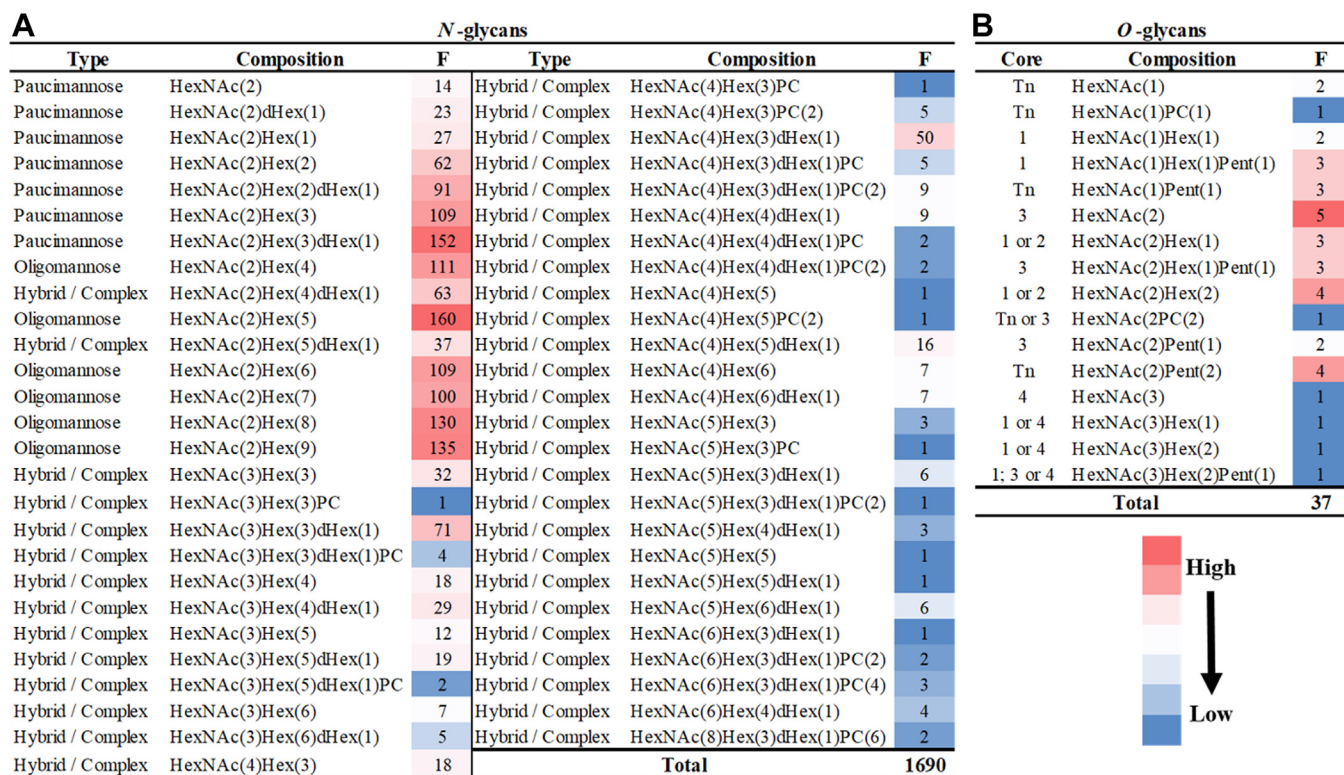 A
N-glycans
Type Composition F Type Composition F
Paucimannose HexNAc(2) 14 Hybrid / Complex HexNAc(4)Hex(3)PC 1
Paucimannose HexNAc(2)dHex(1) 23 Hybrid / Complex HexNAc(4)Hex(3)PC(2) 5
Paucimannose HexNAc(2)Hex(1) 27 Hybrid / Complex HexNAc(4)Hex(3)dHex(1) 50
Paucimannose HexNAc(2)Hex(2) 62 Hybrid / Complex HexNAc(4)Hex(3)dHex(1)PC 5
Paucimannose HexNAc(2)Hex(2)dHex(1) 91 Hybrid / Complex HexNAc(4)Hex(3)dHex(1)PC(2) 9
Paucimannose HexNAc(2)Hex(3) 109 Hybrid / Complex HexNAc(4)Hex(4)dHex(1) 9
Paucimannose HexNAc(2)Hex(3)dHex(1) 152 Hybrid / Complex HexNAc(4)Hex(4)dHex(1)PC 2
Oligomannose HexNAc(2)Hex(4) 111 Hybrid / Complex HexNAc(4)Hex(4)dHex(1)PC(2) 2
Hybrid / Complex HexNAc(2)Hex(4)dHex(1) 63 Hybrid / Complex HexNAc(4)Hex(5) 1
Oligomannose HexNAc(2)Hex(5) 160 Hybrid / Complex HexNAc(4)Hex(5)PC(2) 1
Hybrid / Complex HexNAc(2)Hex(5)dHex(1) 37 Hybrid / Complex HexNAc(4)Hex(5)dHex(1) 16
Oligomannose HexNAc(2)Hex(6) 109 Hybrid / Complex HexNAc(4)Hex(6) 7
Oligomannose HexNAc(2)Hex(7) 100 Hybrid / Complex HexNAc(4)Hex(6)dHex(1) 7
Oligomannose HexNAc(2)Hex(8) 130 Hybrid / Complex HexNAc(5)Hex(3) 3
Oligomannose HexNAc(2)Hex(9) 135 Hybrid / Complex HexNAc(5)Hex(3)PC 1
Hybrid / Complex HexNAc(3)Hex(3) 32 Hybrid / Complex HexNAc(5)Hex(3)dHex(1) 6
Hybrid / Complex HexNAc(3)Hex(3)PC 1 Hybrid / Complex HexNAc(5)Hex(3)dHex(1)PC(2) 1
Hybrid / Complex HexNAc(3)Hex(3)dHex(1) 71 Hybrid / Complex HexNAc(5)Hex(4)dHex(1) 3
Hybrid / Complex HexNAc(3)Hex(3)dHex(1)PC 4 Hybrid / Complex HexNAc(5)Hex(5) 1
Hybrid / Complex HexNAc(3)Hex(4) 18 Hybrid / Complex HexNAc(5)Hex(5)dHex(1) 1
Hybrid / Complex HexNAc(3)Hex(4)dHex(1) 29 Hybrid / Complex HexNAc(5)Hex(6)dHex(1) 6
Hybrid / Complex HexNAc(3)Hex(5) 12 Hybrid / Complex HexNAc(6)Hex(3)dHex(1) 1
Hybrid / Complex HexNAc(3)Hex(5)dHex(1) 19 Hybrid / Complex HexNAc(6)Hex(3)dHex(1)PC(2) 2
Hybrid / Complex HexNAc(3)Hex(5)dHex(1)PC 2 Hybrid / Complex HexNAc(6)Hex(3)dHex(1)PC(4) 3
Hybrid / Complex HexNAc(3)Hex(6) 7 Hybrid / Complex HexNAc(6)Hex(4)dHex(1) 4
Hybrid / Complex HexNAc(3)Hex(6)dHex(1) 5 Hybrid / Complex HexNAc(8)Hex(3)dHex(1)PC(6) 2
Hybrid / Complex HexNAc(4)Hex(3) 18 Total 1690
B
O-glycans
Core Composition F
Tn HexNAc(1) 2
Tn HexNAc(1)PC(1) 1
1 HexNAc(1)Hex(1) 2
1 HexNAc(1)Hex(1)Pent(1) 3
Tn HexNAc(1)Pent(1) 3
3 HexNAc(2) 5
1 or 2 HexNAc(2)Hex(1) 3
3 HexNAc(2)Hex(1)Pent(1) 3
1 or 2 HexNAc(2)Hex(2) 4
Tn or 3 HexNAc(2PC(2) 1
3 HexNAc(2)Pent(1) 2
Tn HexNAc(2)Pent(2) 4
4 HexNAc(3) 1
1 or 4 HexNAc(3)Hex(1) 1
1 or 4 HexNAc(3)Hex(2) 1
1; 3 or 4 HexNAc(3)Hex(2)Pent(1) 1
Total 37
High
Low